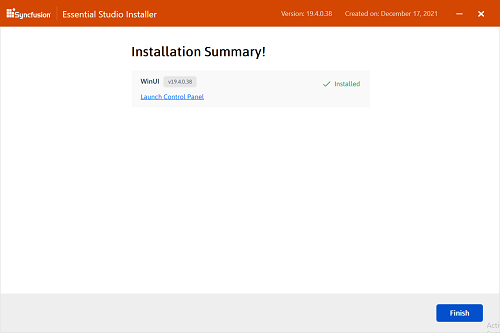 Syncfusion Essential Studio Installer Version: 19.4.0.38 Created on: December 17, 2021
Installation Summary!
WinUI v19.4.0.38 Installed
Launch Control Panel
Finish
Acti